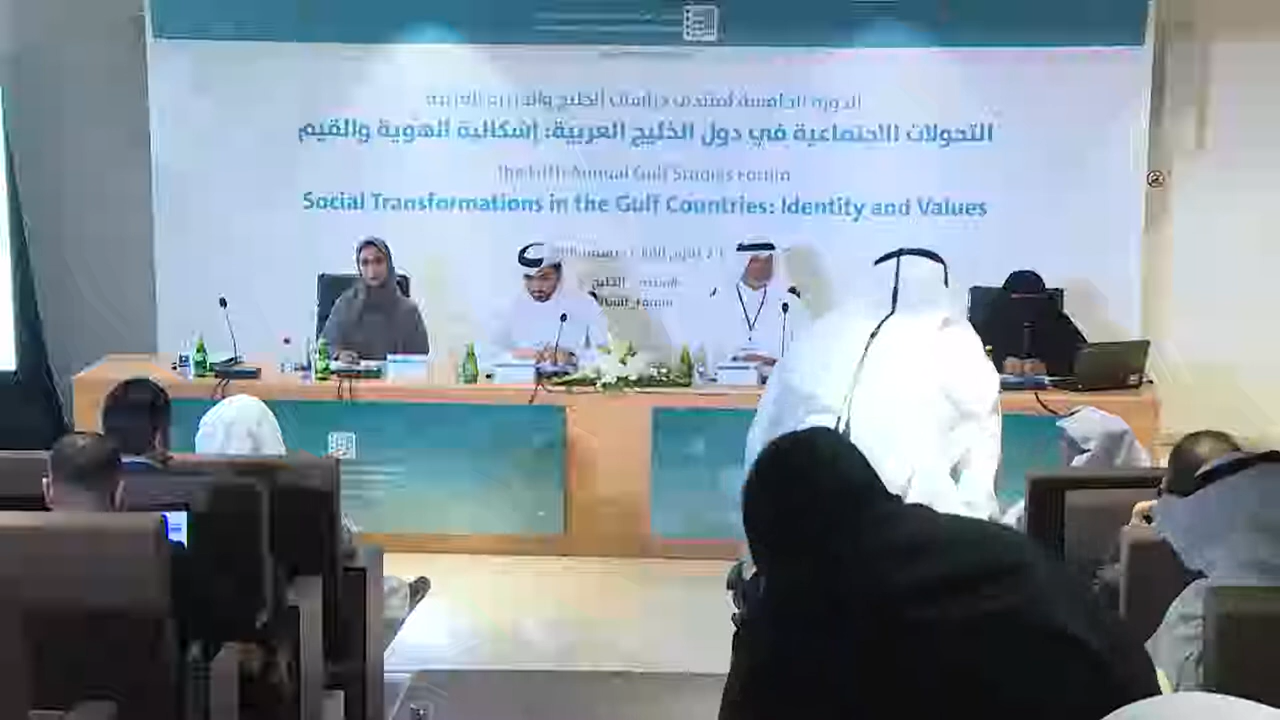 الدورة الخامسة لمنتدى دراسات الخليج والجزيرة العربية
التحولات الاجتماعية في دول الخليج العربية: إشكالية الهوية والقيم
The Fifth Annual Gulf Studies Forum
Social Transformations in the Gulf Countries: Identity and Values